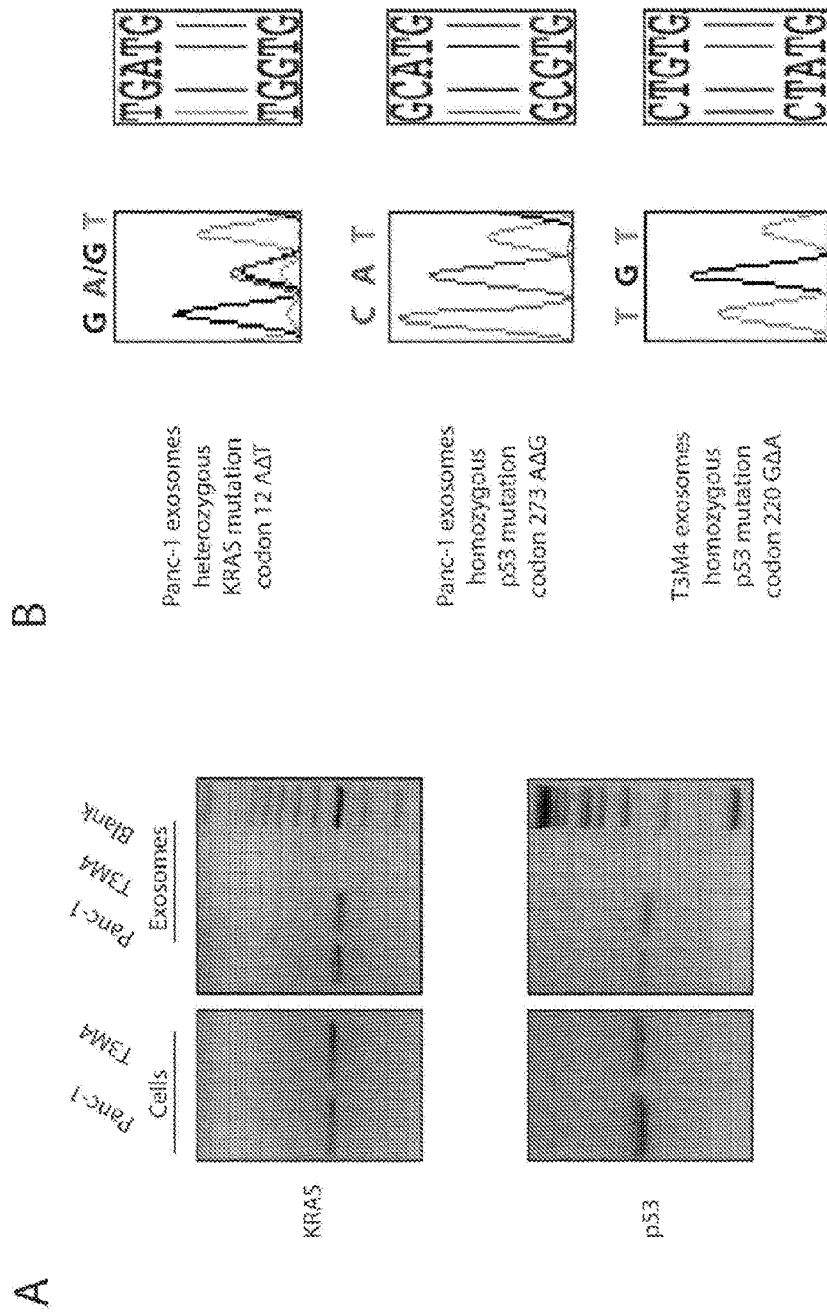 A
Cells
Exosomes
Panc-1
T3M4
Panc-1
T3M4
Blank
KRAS
p53
B
Panc-1 exosomes
heterozygous
KRAS mutation
codon 12 AΔT
G A/G T
TGATG
TGGTG
Panc-1 exosomes
homozygous
p53 mutation
codon 273 AΔG
C A T
GCATG
GCGTG
T3M4 exosomes
homozygous
p53 mutation
codon 220 GΔA
T G T
CTGTG
CTATG